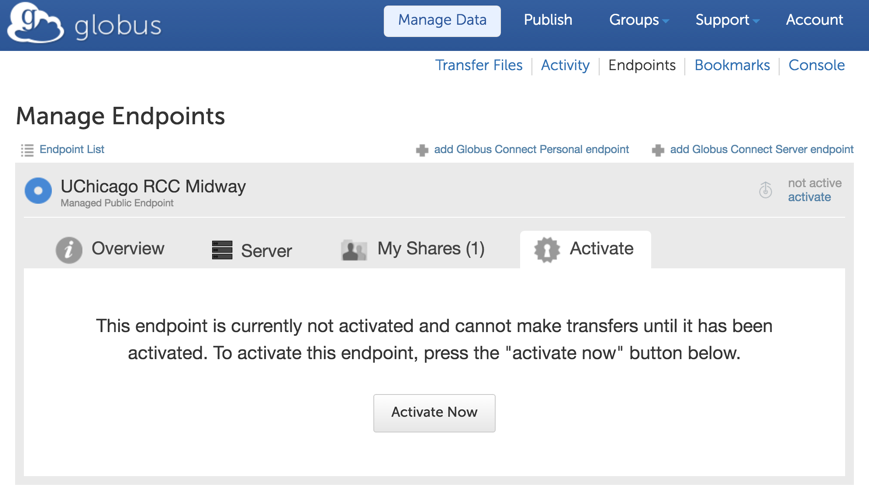 globus
Manage Data Publish Groups Support Account
Transfer Files Activity Endpoints Bookmarks Console
Manage Endpoints
Endpoint List add Globus Connect Personal endpoint add Globus Connect Server endpoint
UChicago RCC Midway
Managed Public Endpoint
not active
activate
Overview Server My Shares (1) Activate
This endpoint is currently not activated and cannot make transfers until it has been
activated. To activate this endpoint, press the "activate now" button below.
Activate Now